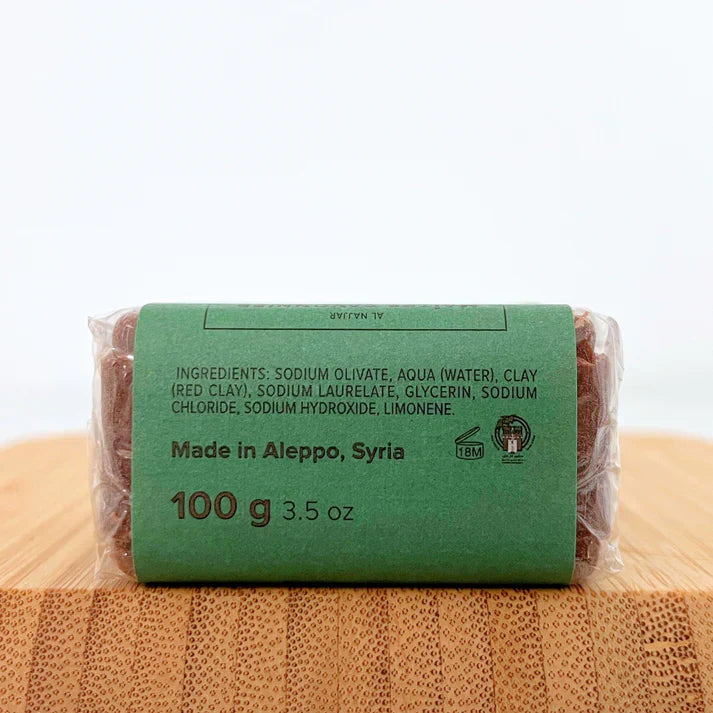 AL NAJJAR
INGREDIENTS: SODIUM OLIVATE, AQUA (WATER), CLAY
(RED CLAY), SODIUM LAURELATE, GLYCERIN, SODIUM
CHLORIDE, SODIUM HYDROXIDE, LIMONENE.
Made in Aleppo, Syria
18M
100 g 3.5 oz